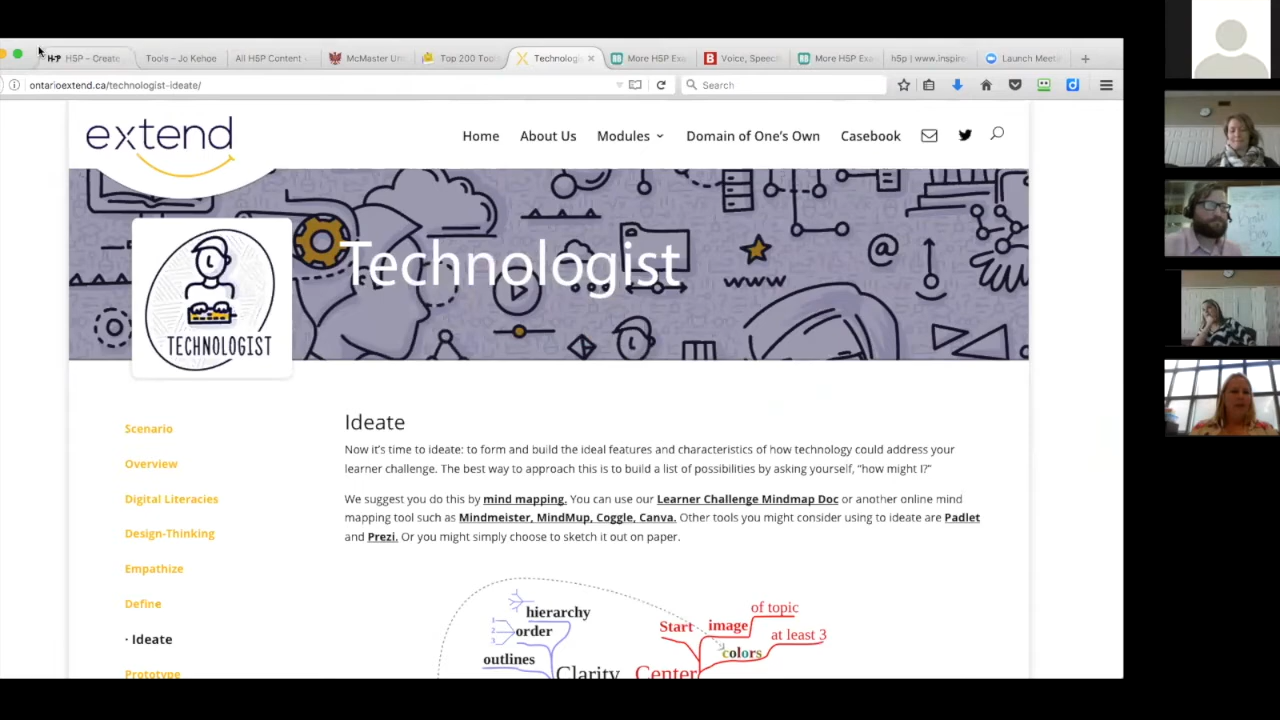 H5P – Create
Tools – Jo Kehoe
All H5P Content
McMaster Un
Top 200 Too
Technologis
More H5P Exa
Voice, Speech
More H5P Exa
h5p | www.inspire
Launch Meet
ontarioextend.ca/technologist-ideate/
Search
extend
Home About Us Modules Domain of One's Own Casebook
Technologist
www
@
TECHNOLOGIST
Scenario
Overview
Digital Literacies
Design-Thinking
Empathize
Define
· Ideate
Prototype
Ideate
Now it's time to ideate: to form and build the ideal features and characteristics of how technology could address your
learner challenge. The best way to approach this is to build a list of possibilities by asking yourself, "how might I?"
We suggest you do this by mind mapping. You can use our Learner Challenge Mindmap Doc or another online mind
mapping tool such as Mindmeister, MindMup, Coggle, Canva. Other tools you might consider using to ideate are Padlet
and Prezi. Or you might simply choose to sketch it out on paper.
hierarchy
1
2
3
order
outlines
Clarity
Start
image
of topic
at least 3
colors
Center